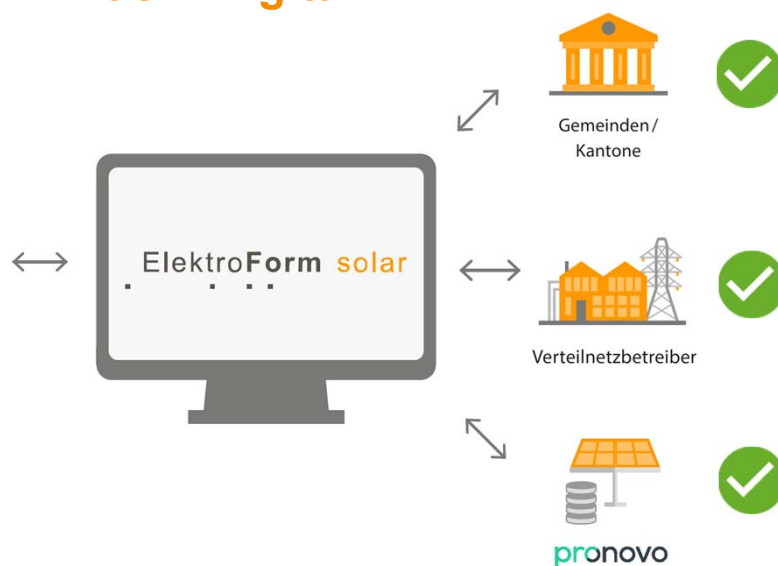 Gemeinden /
Kantone
ElektroForm solar
Verteilnetzbetreiber
pronovo